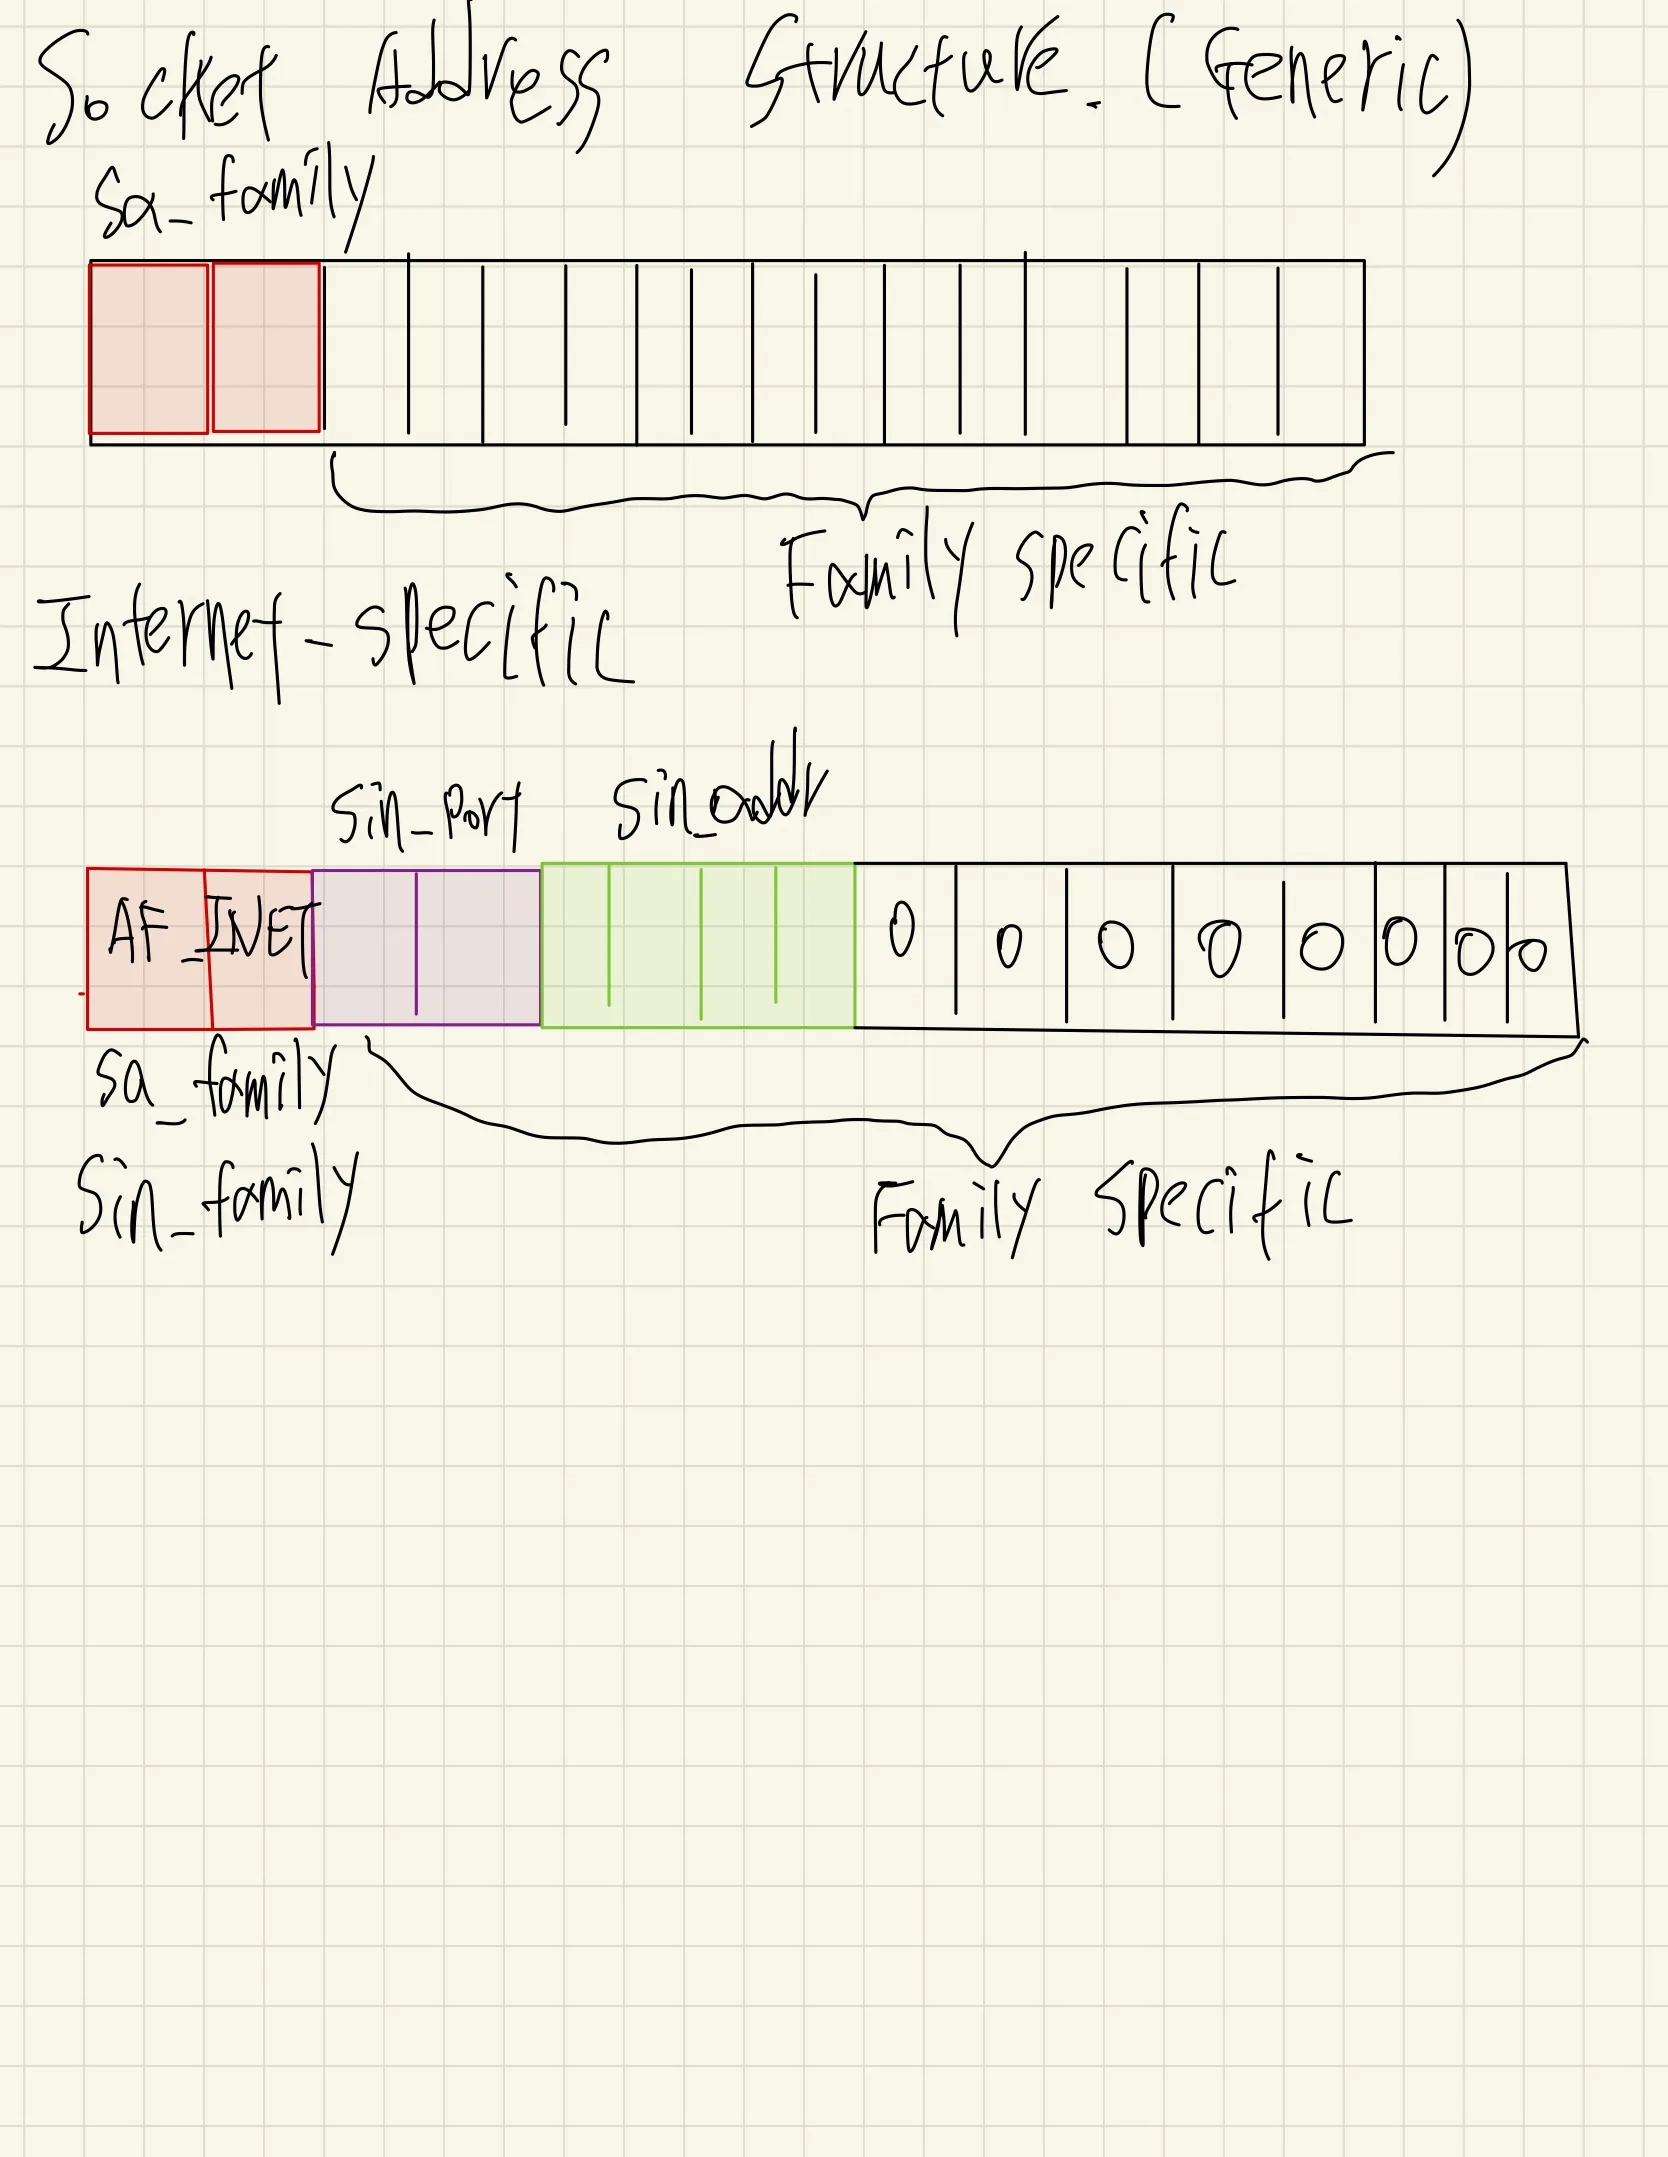 Socket Address Structure. (Generic)
sa_family
Family specific
Internet-specific
sin_port sin_addr
AF_INET 0 0 0 0 0 0 0 0
sa_family
Sin_family
Family specific